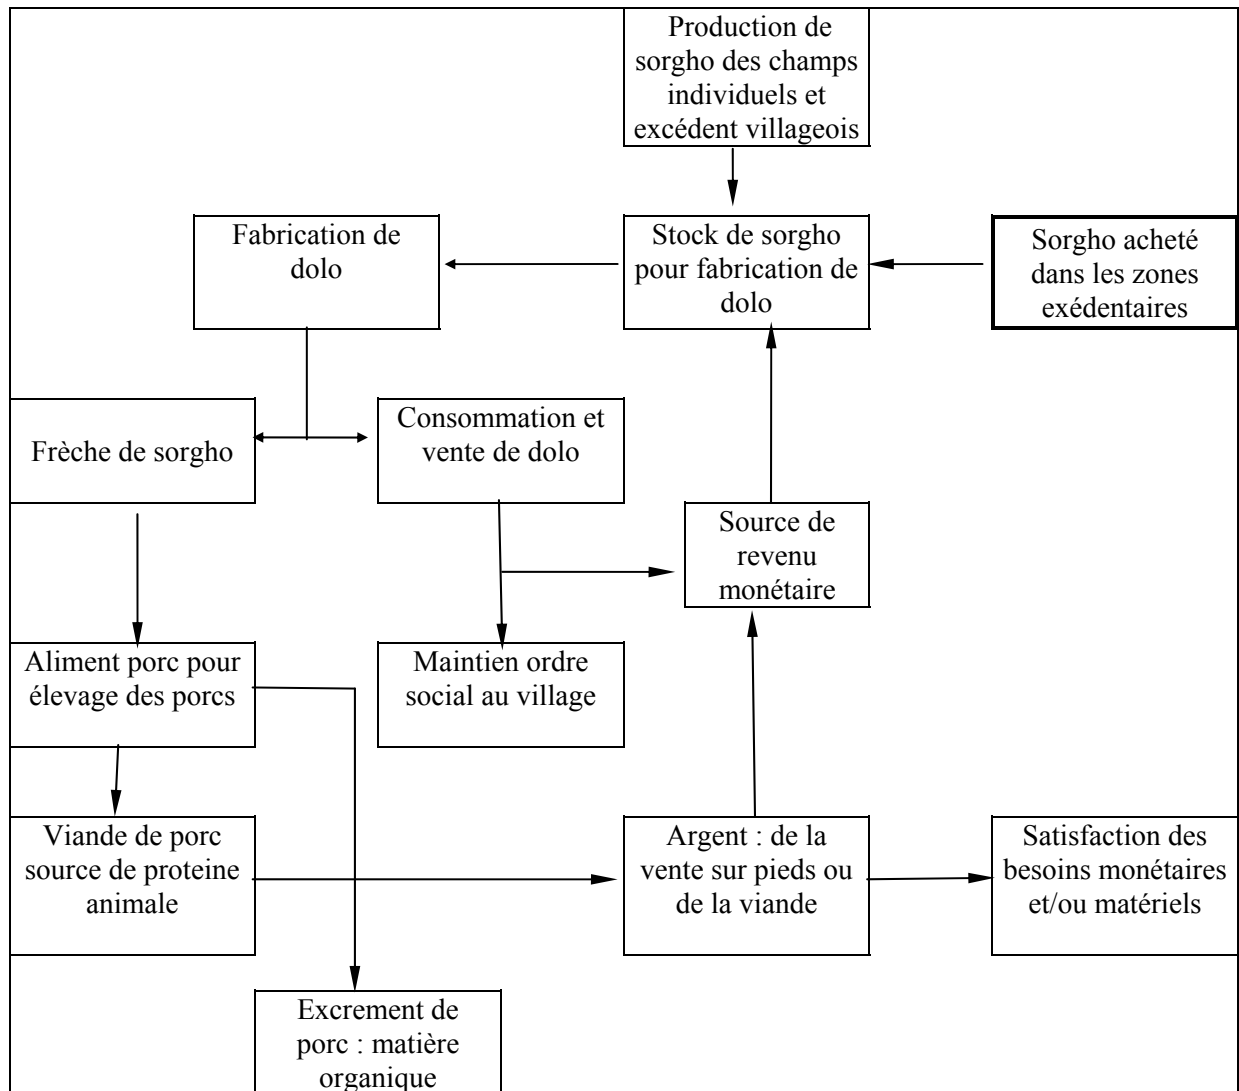 Production de
sorgho des champs
individuels et
excédent villageois
Fabrication de
dolo
Stock de sorgho
pour fabrication de
dolo
Sorgho acheté
dans les zones
exédentaires
Frèche de sorgho
Consommation et
vente de dolo
Source de
revenu
monétaire
Aliment porc pour
élevage des porcs
Maintien ordre
social au village
Viande de porc
source de proteine
animale
Argent : de la
vente sur pieds ou
de la viande
Satisfaction des
besoins monétaires
et/ou matériels
Excrement de
porc : matière
organique